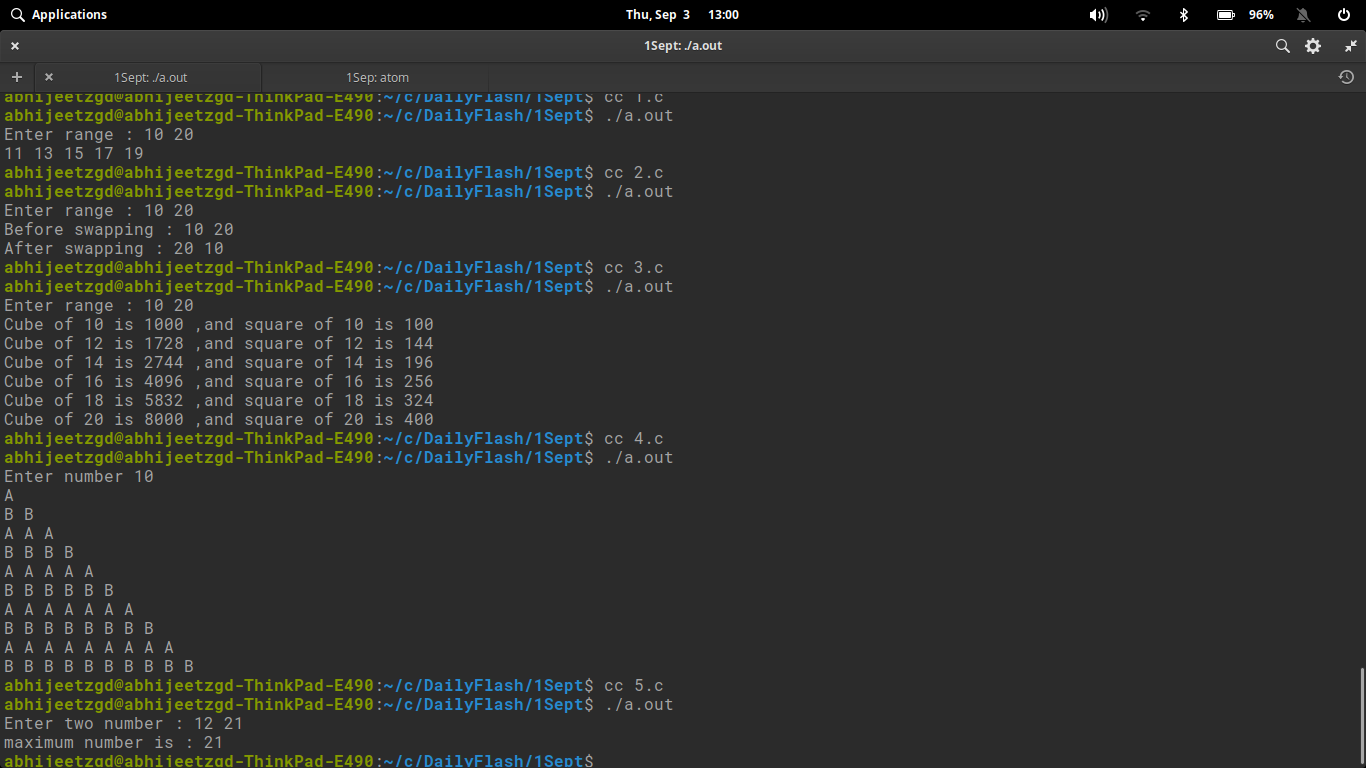 Applications
Thu, Sep 3 13:00
96%
1Sept: ./a.out
1Sept: ./a.out
1Sep: atom
abhijeetzgd@abhijeetzgd-ThinkPad-E490:~/c/DailyFlash/1Sept$ cc 1.c
abhijeetzgd@abhijeetzgd-ThinkPad-E490:~/c/DailyFlash/1Sept$ ./a.out
Enter range : 10 20
11 13 15 17 19
abhijeetzgd@abhijeetzgd-ThinkPad-E490:~/c/DailyFlash/1Sept$ cc 2.c
abhijeetzgd@abhijeetzgd-ThinkPad-E490:~/c/DailyFlash/1Sept$ ./a.out
Enter range : 10 20
Before swapping : 10 20
After swapping : 20 10
abhijeetzgd@abhijeetzgd-ThinkPad-E490:~/c/DailyFlash/1Sept$ cc 3.c
abhijeetzgd@abhijeetzgd-ThinkPad-E490:~/c/DailyFlash/1Sept$ ./a.out
Enter range : 10 20
Cube of 10 is 1000 ,and square of 10 is 100
Cube of 12 is 1728 ,and square of 12 is 144
Cube of 14 is 2744 ,and square of 14 is 196
Cube of 16 is 4096 ,and square of 16 is 256
Cube of 18 is 5832 ,and square of 18 is 324
Cube of 20 is 8000 ,and square of 20 is 400
abhijeetzgd@abhijeetzgd-ThinkPad-E490:~/c/DailyFlash/1Sept$ cc 4.c
abhijeetzgd@abhijeetzgd-ThinkPad-E490:~/c/DailyFlash/1Sept$ ./a.out
Enter number 10
A
B B
A A A
B B B B
A A A A A
B B B B B B
A A A A A A A
B B B B B B B B
A A A A A A A A A
B B B B B B B B B B
abhijeetzgd@abhijeetzgd-ThinkPad-E490:~/c/DailyFlash/1Sept$ cc 5.c
abhijeetzgd@abhijeetzgd-ThinkPad-E490:~/c/DailyFlash/1Sept$ ./a.out
Enter two number : 12 21
maximum number is : 21
abhijeetzgd@abhijeetzgd-ThinkPad-E490:~/c/DailyFlash/1Sept$